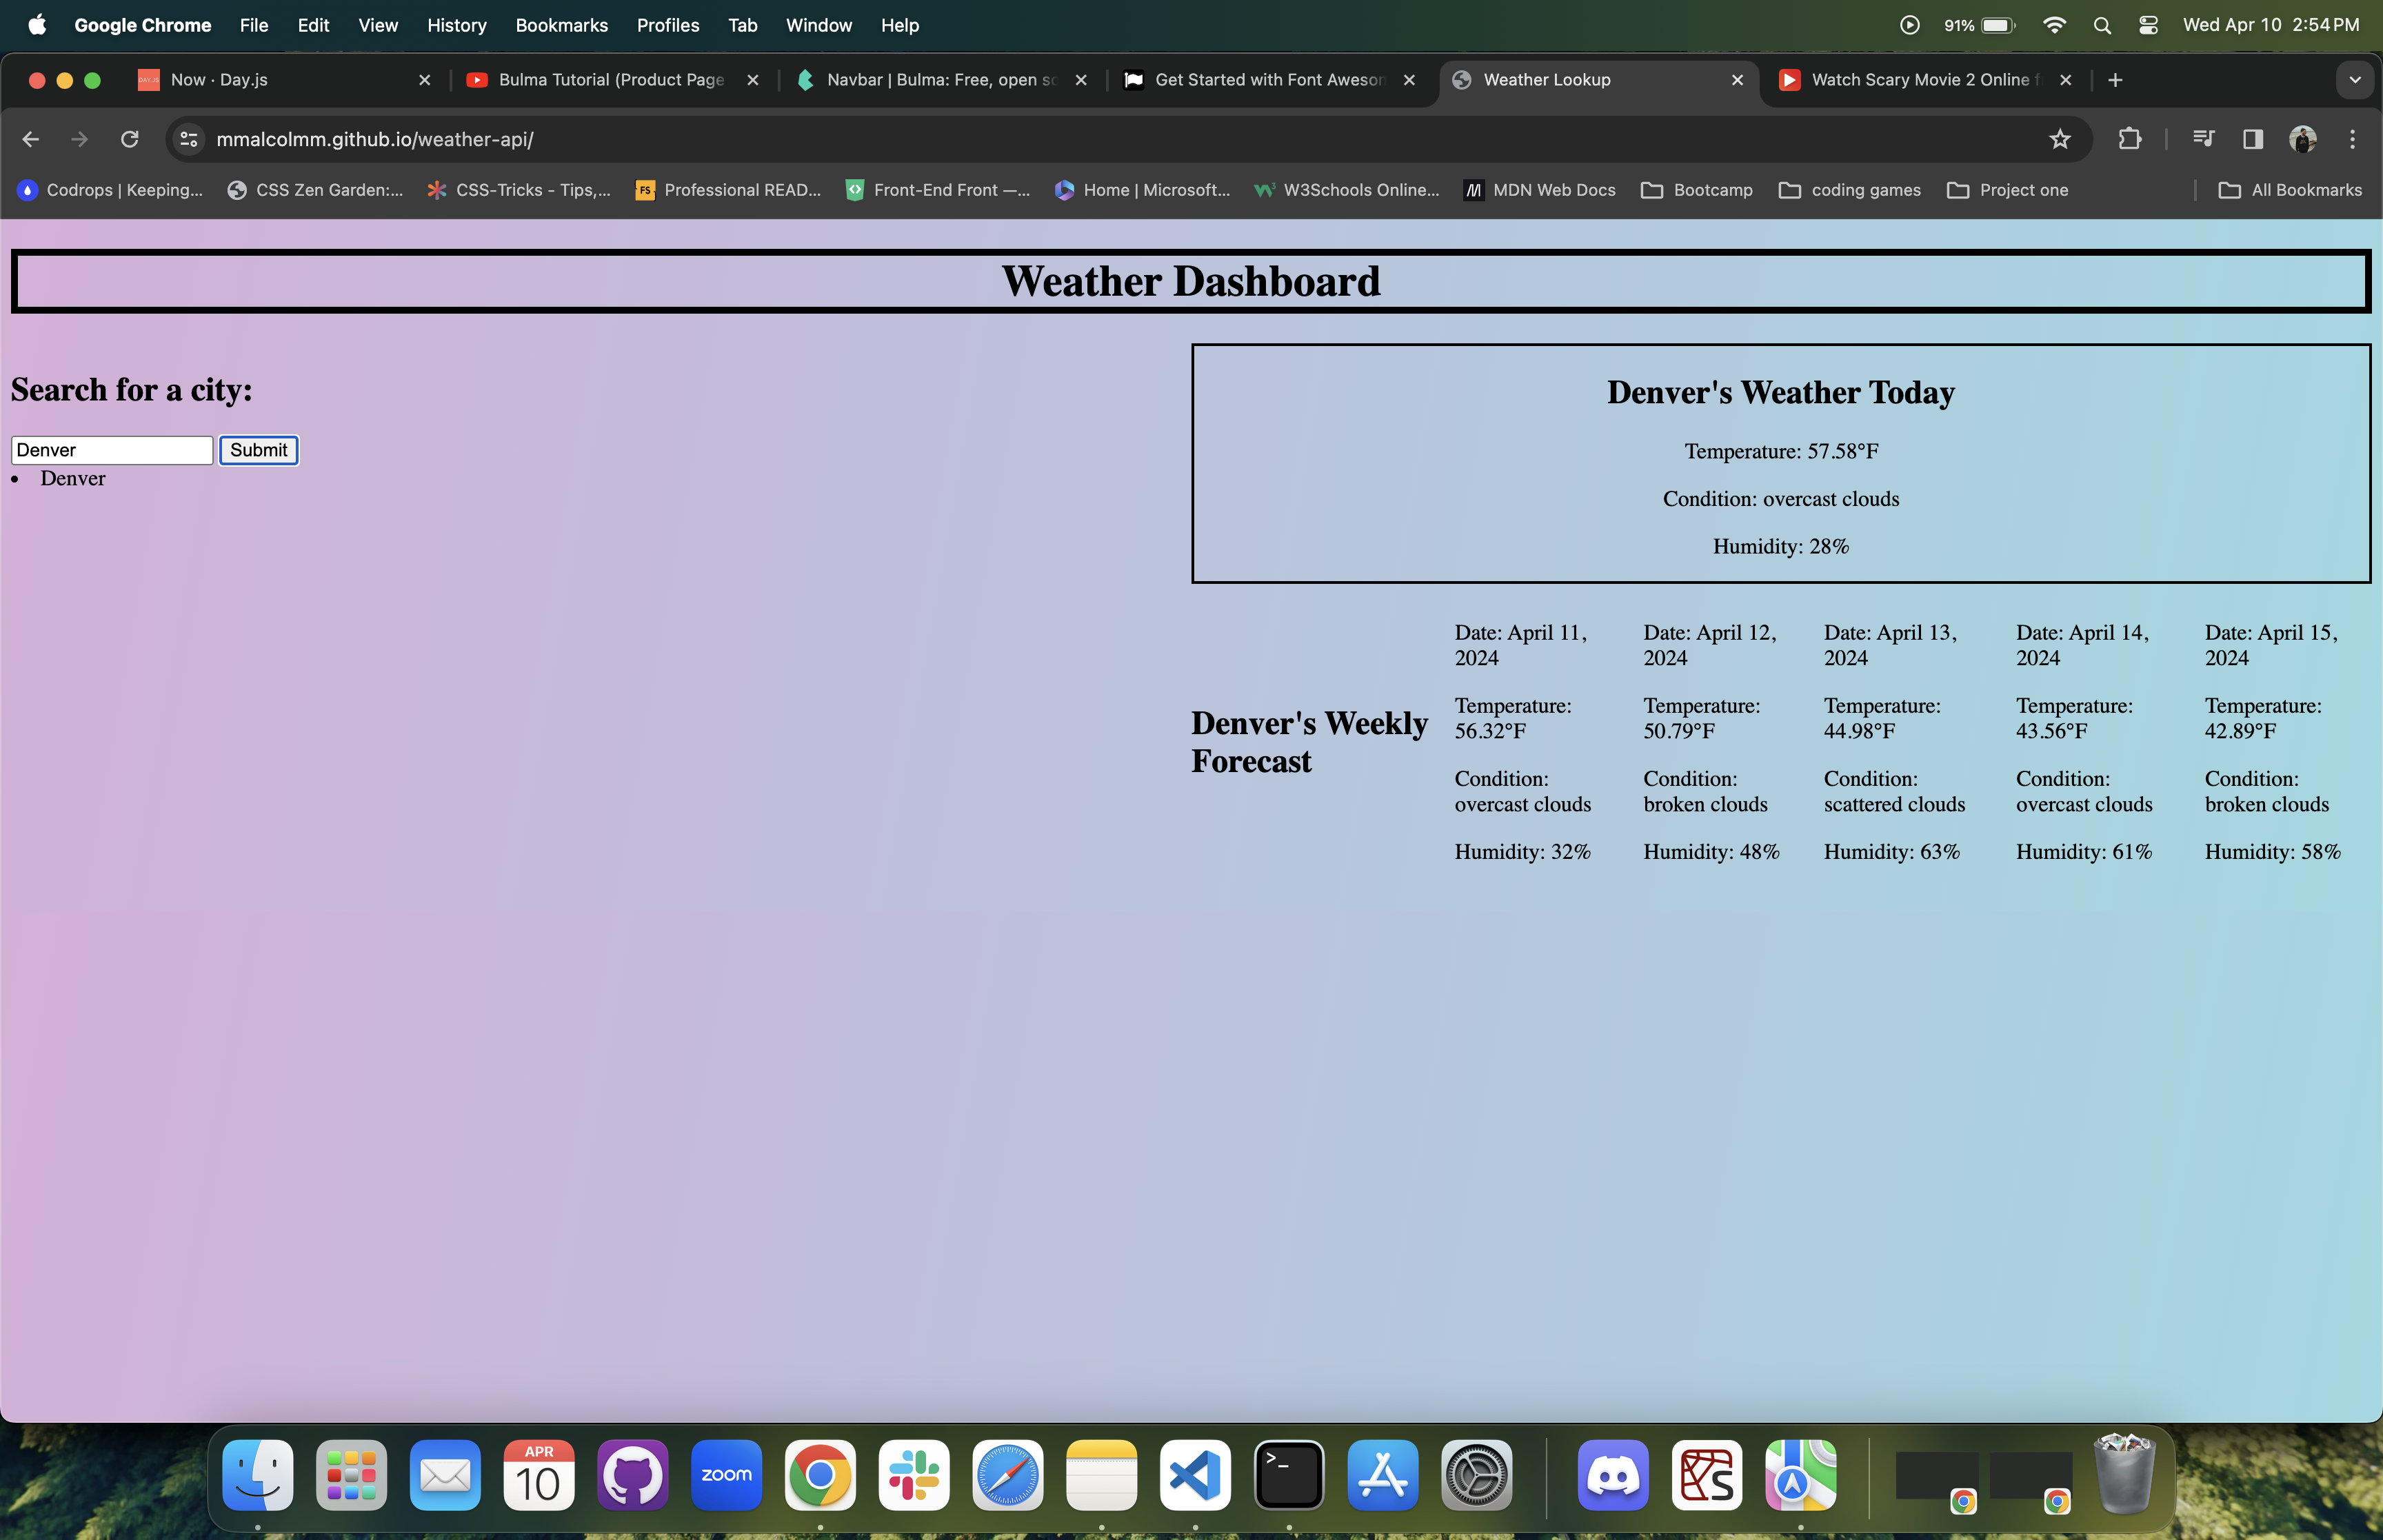 Google Chrome File Edit View History Bookmarks Profiles Tab Window Help 91% Wed Apr 10 2:54 PM
Now · Day.js Bulma Tutorial (Product Page Navbar | Bulma: Free, open sc Get Started with Font Awesom Weather Lookup Watch Scary Movie 2 Online f
mmalcolmm.github.io/weather-api/
Codrops | Keeping... CSS Zen Garden:... CSS-Tricks - Tips,... FS Professional READ... Front-End Front —... Home | Microsoft... W3Schools Online... MDN Web Docs Bootcamp coding games Project one All Bookmarks
Weather Dashboard
Search for a city:
Denver Submit
• Denver
Denver's Weather Today
Temperature: 57.58°F
Condition: overcast clouds
Humidity: 28%
Denver's Weekly
Forecast
Date: April 11,
2024
Temperature:
56.32°F
Condition:
overcast clouds
Humidity: 32%
Date: April 12,
2024
Temperature:
50.79°F
Condition:
broken clouds
Humidity: 48%
Date: April 13,
2024
Temperature:
44.98°F
Condition:
scattered clouds
Humidity: 63%
Date: April 14,
2024
Temperature:
43.56°F
Condition:
overcast clouds
Humidity: 61%
Date: April 15,
2024
Temperature:
42.89°F
Condition:
broken clouds
Humidity: 58%
APR
10
zoom
>_
S